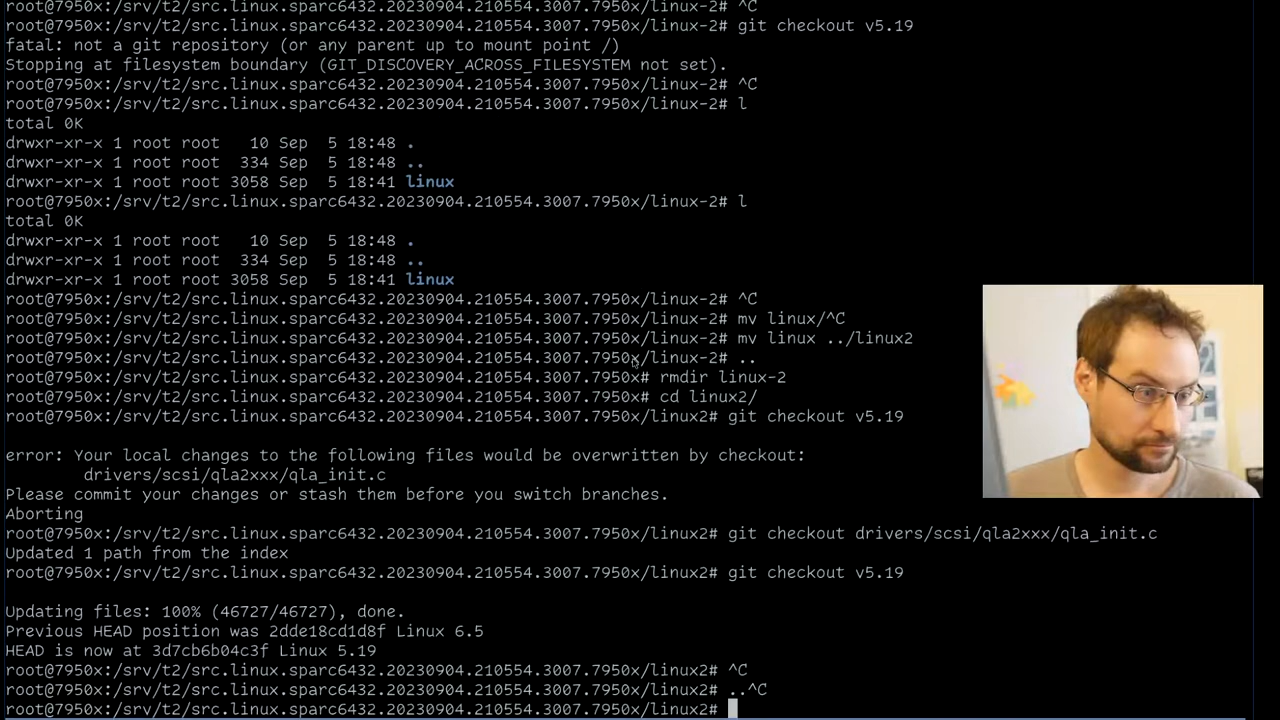 root@7950x:/srv/t2/src.linux.sparc6432.20230904.210554.3007.7950x/linux-2# ^C
root@7950x:/srv/t2/src.linux.sparc6432.20230904.210554.3007.7950x/linux-2# git checkout v5.19
fatal: not a git repository (or any parent up to mount point /)
Stopping at filesystem boundary (GIT_DISCOVERY_ACROSS_FILESYSTEM not set).
root@7950x:/srv/t2/src.linux.sparc6432.20230904.210554.3007.7950x/linux-2# ^C
root@7950x:/srv/t2/src.linux.sparc6432.20230904.210554.3007.7950x/linux-2# l
total 0K
drwxr-xr-x 1 root root   10 Sep  5 18:48 .
drwxr-xr-x 1 root root  334 Sep  5 18:48 ..
drwxr-xr-x 1 root root 3058 Sep  5 18:41 linux
root@7950x:/srv/t2/src.linux.sparc6432.20230904.210554.3007.7950x/linux-2# l
total 0K
drwxr-xr-x 1 root root   10 Sep  5 18:48 .
drwxr-xr-x 1 root root  334 Sep  5 18:48 ..
drwxr-xr-x 1 root root 3058 Sep  5 18:41 linux
root@7950x:/srv/t2/src.linux.sparc6432.20230904.210554.3007.7950x/linux-2# ^C
root@7950x:/srv/t2/src.linux.sparc6432.20230904.210554.3007.7950x/linux-2# mv linux/^C
root@7950x:/srv/t2/src.linux.sparc6432.20230904.210554.3007.7950x/linux-2# mv linux ../linux2
root@7950x:/srv/t2/src.linux.sparc6432.20230904.210554.3007.7950x/linux-2# ..
root@7950x:/srv/t2/src.linux.sparc6432.20230904.210554.3007.7950x# rmdir linux-2
root@7950x:/srv/t2/src.linux.sparc6432.20230904.210554.3007.7950x# cd linux2/
root@7950x:/srv/t2/src.linux.sparc6432.20230904.210554.3007.7950x/linux2# git checkout v5.19
error: Your local changes to the following files would be overwritten by checkout:
        drivers/scsi/qla2xxx/qla_init.c
Please commit your changes or stash them before you switch branches.
Aborting
root@7950x:/srv/t2/src.linux.sparc6432.20230904.210554.3007.7950x/linux2# git checkout drivers/scsi/qla2xxx/qla_init.c
Updated 1 path from the index
root@7950x:/srv/t2/src.linux.sparc6432.20230904.210554.3007.7950x/linux2# git checkout v5.19
Updating files: 100% (46727/46727), done.
Previous HEAD position was 2dde18cd1d8f Linux 6.5
HEAD is now at 3d7cb6b04c3f Linux 5.19
root@7950x:/srv/t2/src.linux.sparc6432.20230904.210554.3007.7950x/linux2# ^C
root@7950x:/srv/t2/src.linux.sparc6432.20230904.210554.3007.7950x/linux2# ..^C
root@7950x:/srv/t2/src.linux.sparc6432.20230904.210554.3007.7950x/linux2#